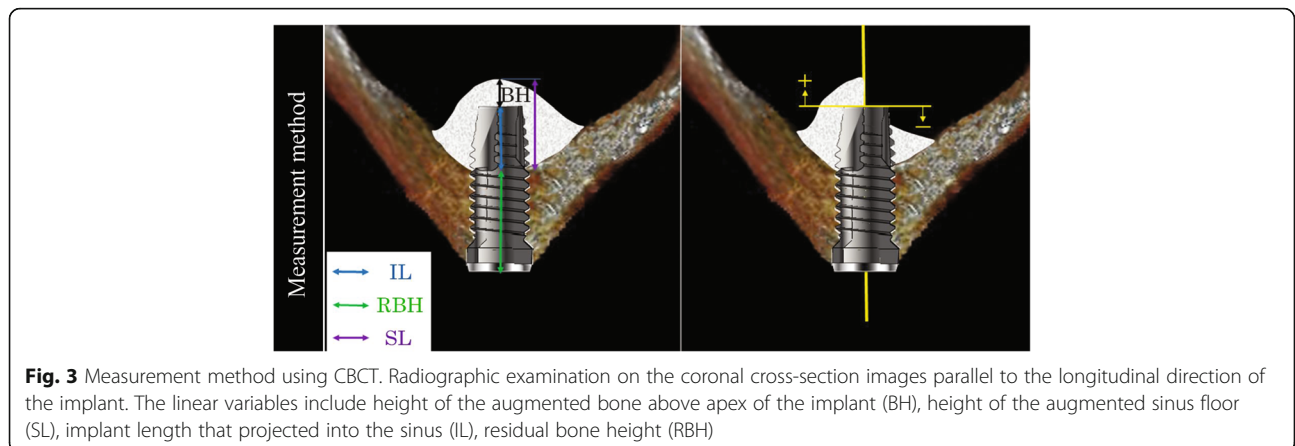 Measurement method
BH
IL
RBH
SL
+
−
Fig. 3 Measurement method using CBCT. Radiographic examination on the coronal cross-section images parallel to the longitudinal direction of
the implant. The linear variables include height of the augmented bone above apex of the implant (BH), height of the augmented sinus floor
(SL), implant length that projected into the sinus (IL), residual bone height (RBH)